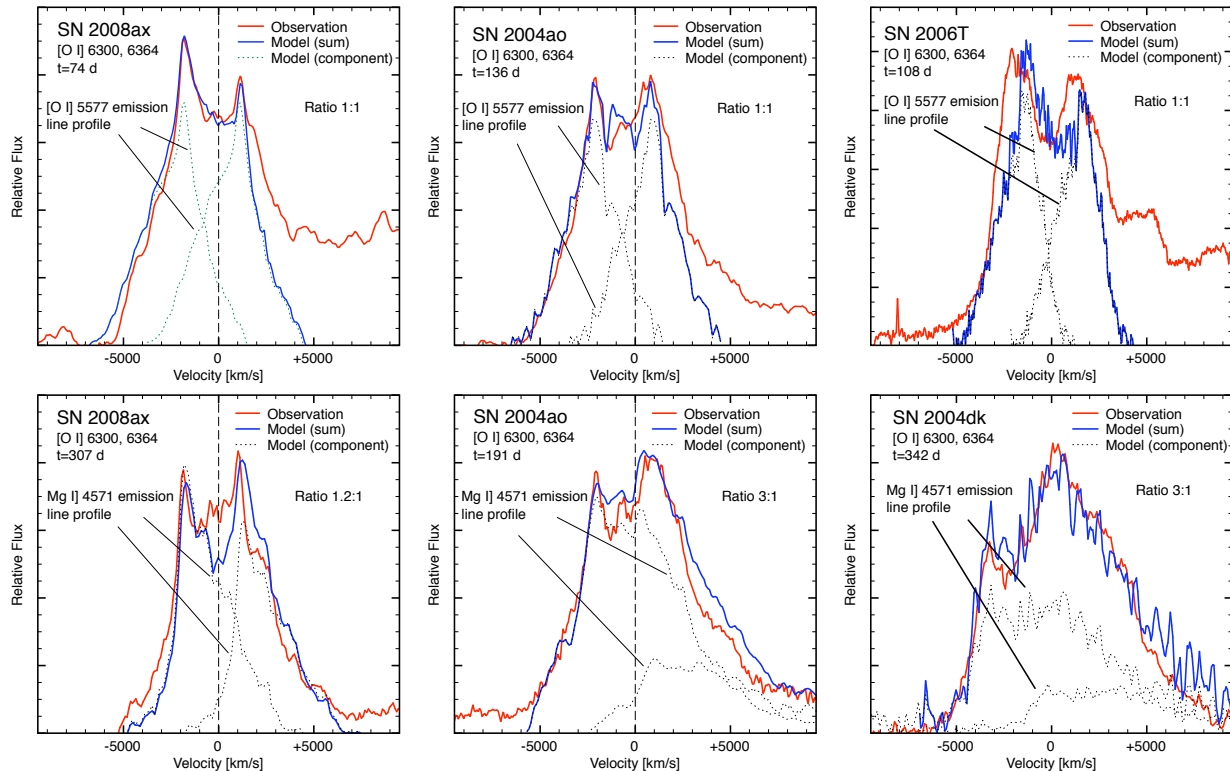 SN 2008ax
[O I] 6300, 6364
t=74 d
Observation
Model (sum)
Model (component)
[O I] 5577 emission
line profile
Ratio 1:1
Relative Flux
-5000 0 +5000
Velocity [km/s]
SN 2004ao
[O I] 6300, 6364
t=136 d
Observation
Model (sum)
Model (component)
[O I] 5577 emission
line profile
Ratio 1:1
Relative Flux
-5000 0 +5000
Velocity [km/s]
SN 2006T
[O I] 6300, 6364
t=108 d
Observation
Model (sum)
Model (component)
[O I] 5577 emission
line profile
Ratio 1:1
Relative Flux
-5000 0 +5000
Velocity [km/s]
SN 2008ax
[O I] 6300, 6364
t=307 d
Observation
Model (sum)
Model (component)
Mg I] 4571 emission
line profile
Ratio 1.2:1
Relative Flux
-5000 0 +5000
Velocity [km/s]
SN 2004ao
[O I] 6300, 6364
t=191 d
Observation
Model (sum)
Model (component)
Mg I] 4571 emission
line profile
Ratio 3:1
Relative Flux
-5000 0 +5000
Velocity [km/s]
SN 2004dk
[O I] 6300, 6364
t=342 d
Observation
Model (sum)
Model (component)
Mg I] 4571 emission
line profile
Ratio 3:1
Relative Flux
-5000 0 +5000
Velocity [km/s]